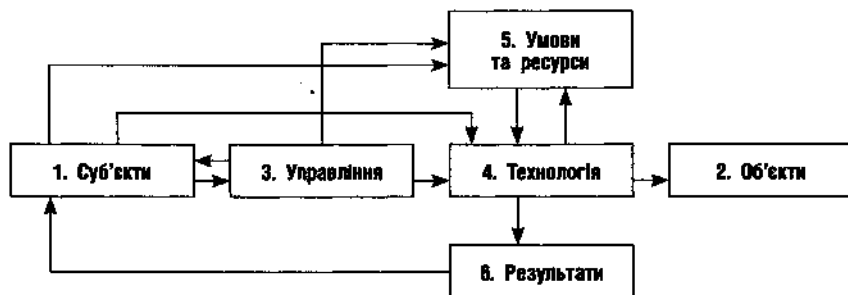 5. Умови
та ресурси
1. Суб'єкти
3. Управління
4. Технологія
2. Об'єкти
6. Результати